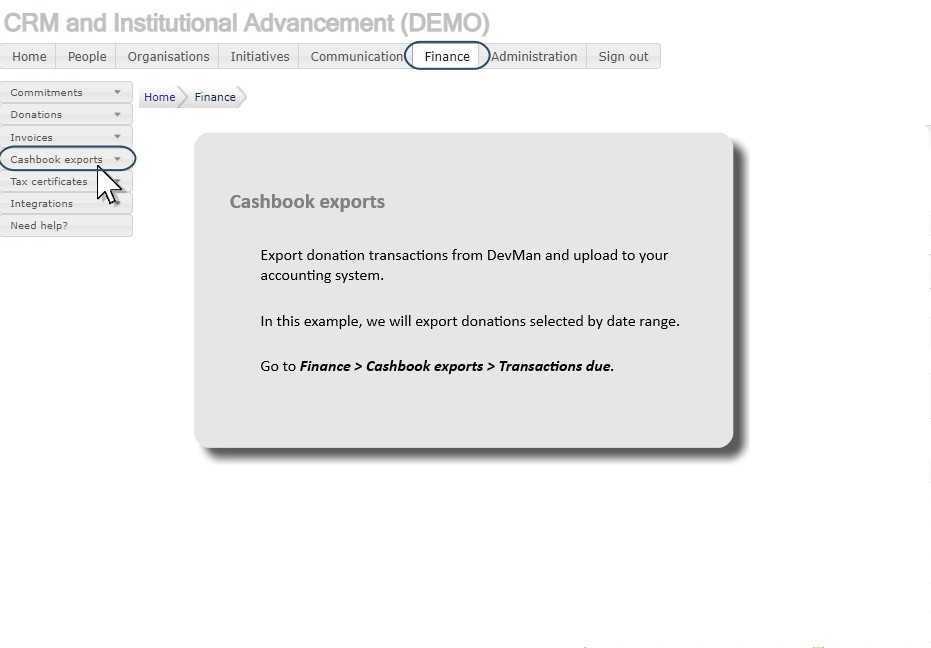 CRM and Institutional Advancement (DEMO)
Home People Organisations Initiatives Communication Finance Administration Sign out
Commitments
Donations
Invoices
Cashbook exports
Tax certificates
Integrations
Need help?
Home Finance
Cashbook exports
Export donation transactions from DevMan and upload to your
accounting system.
In this example, we will export donations selected by date range.
Go to Finance > Cashbook exports > Transactions due.